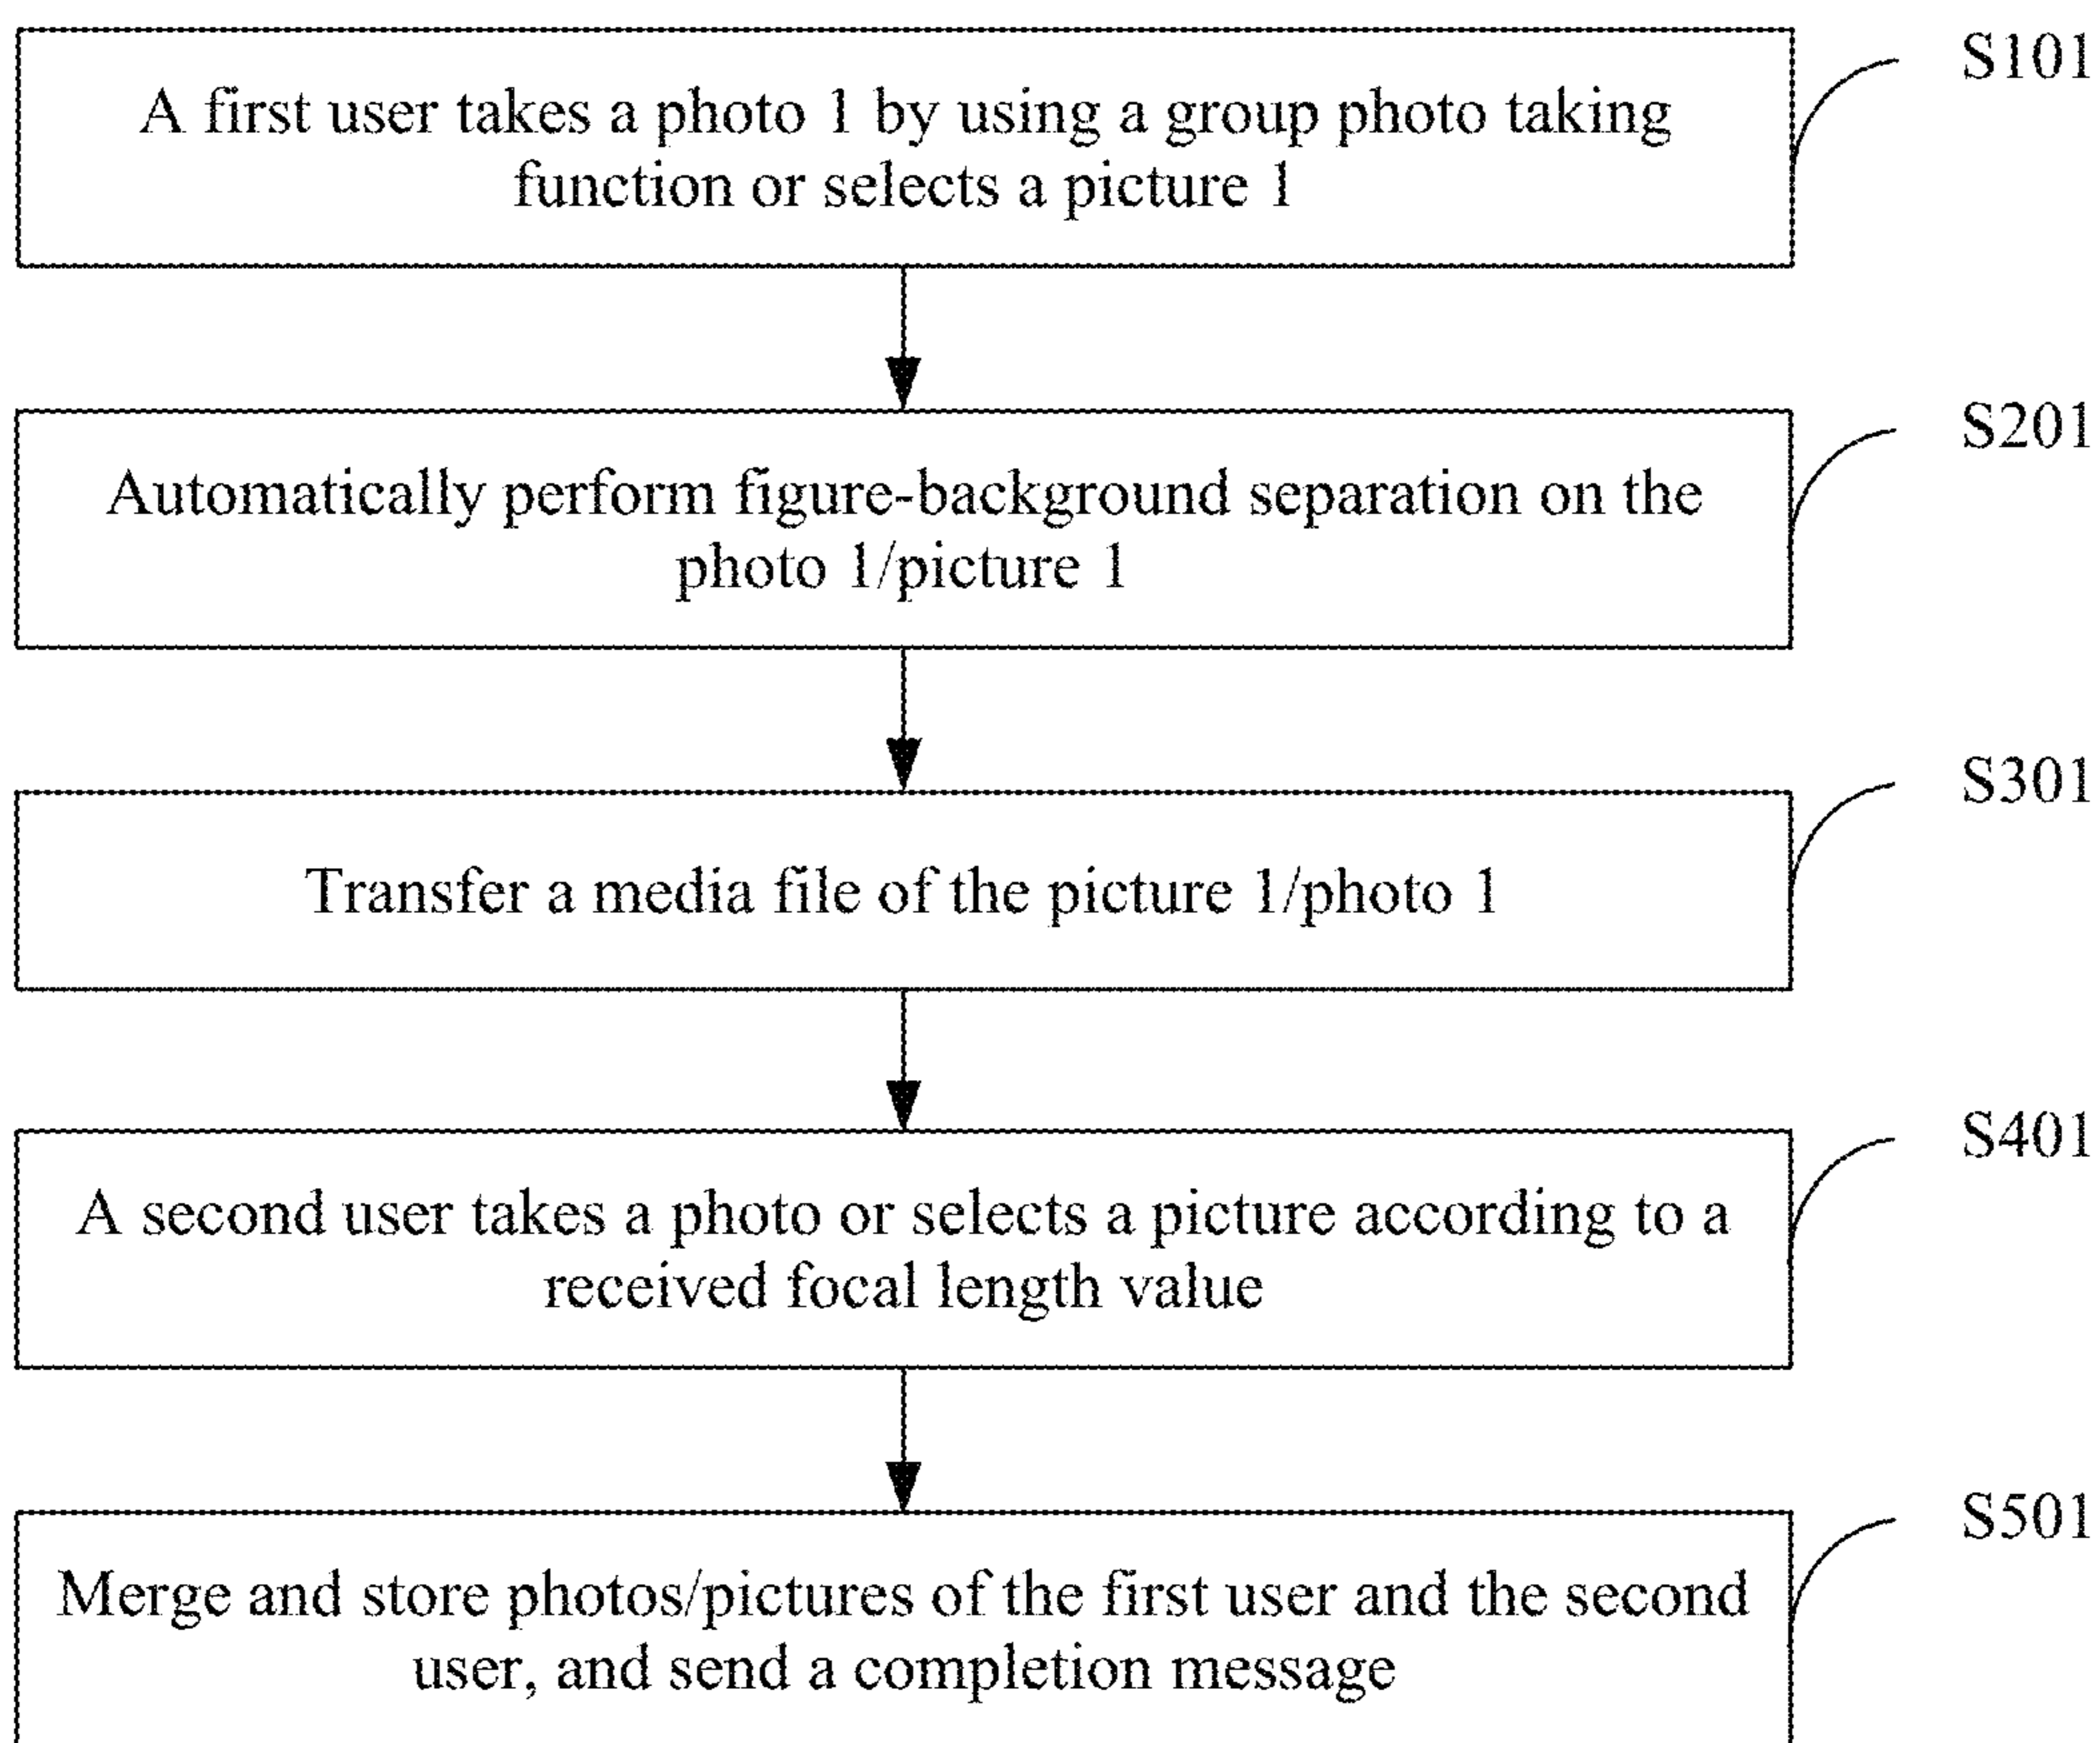 S101
A first user takes a photo 1 by using a group photo taking
function or selects a picture 1
S201
Automatically perform figure-background separation on the
photo 1/picture 1
S301
Transfer a media file of the picture 1/photo 1
S401
A second user takes a photo or selects a picture according to a
received focal length value
S501
Merge and store photos/pictures of the first user and the second
user, and send a completion message